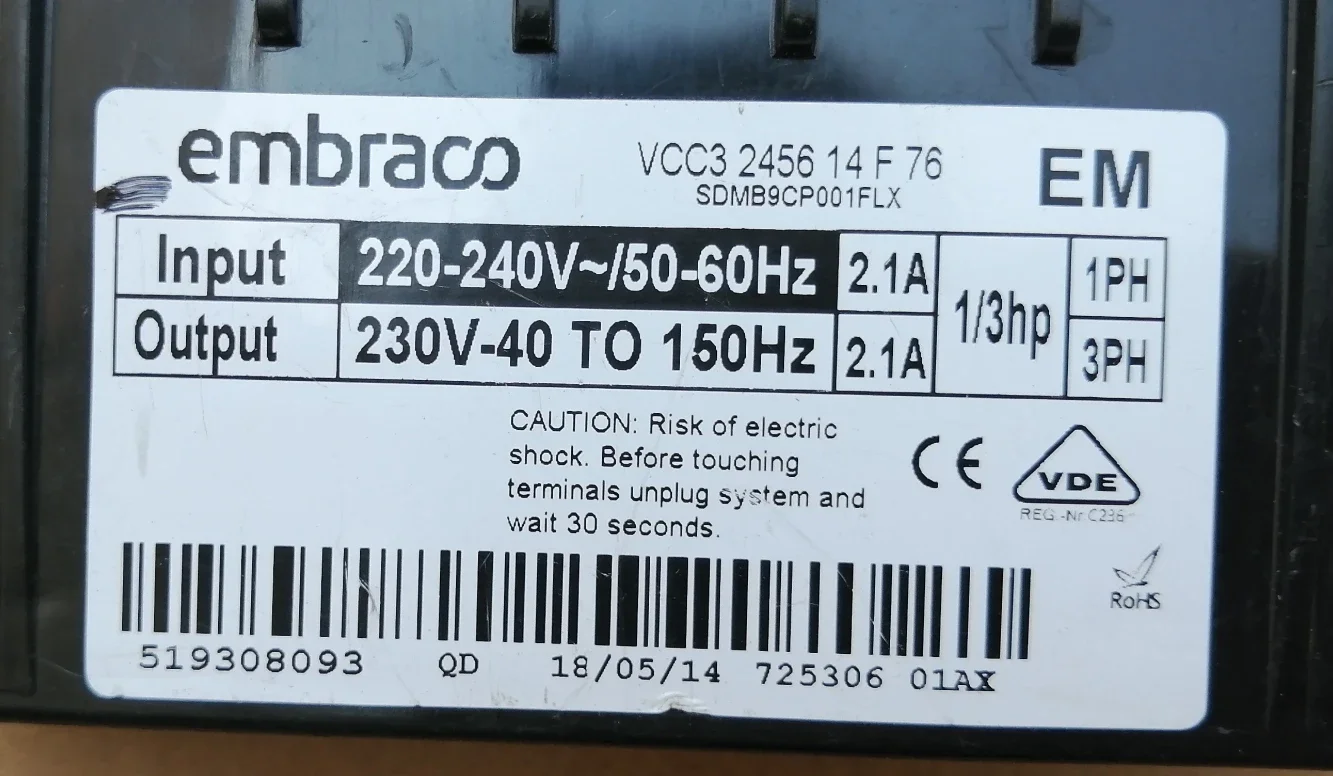 embraco VCC3 2456 14 F 76 EM
SDMB9CP001FLX
Input 220-240V~/50-60Hz 2.1A 1/3hp 1PH
Output 230V-40 TO 150Hz 2.1A 3PH
CAUTION: Risk of electric
shock. Before touching
terminals unplug system and
wait 30 seconds.
CE VDE
REG.-Nr C236
RoHS
519308093 QD 18/05/14 725306 01AX